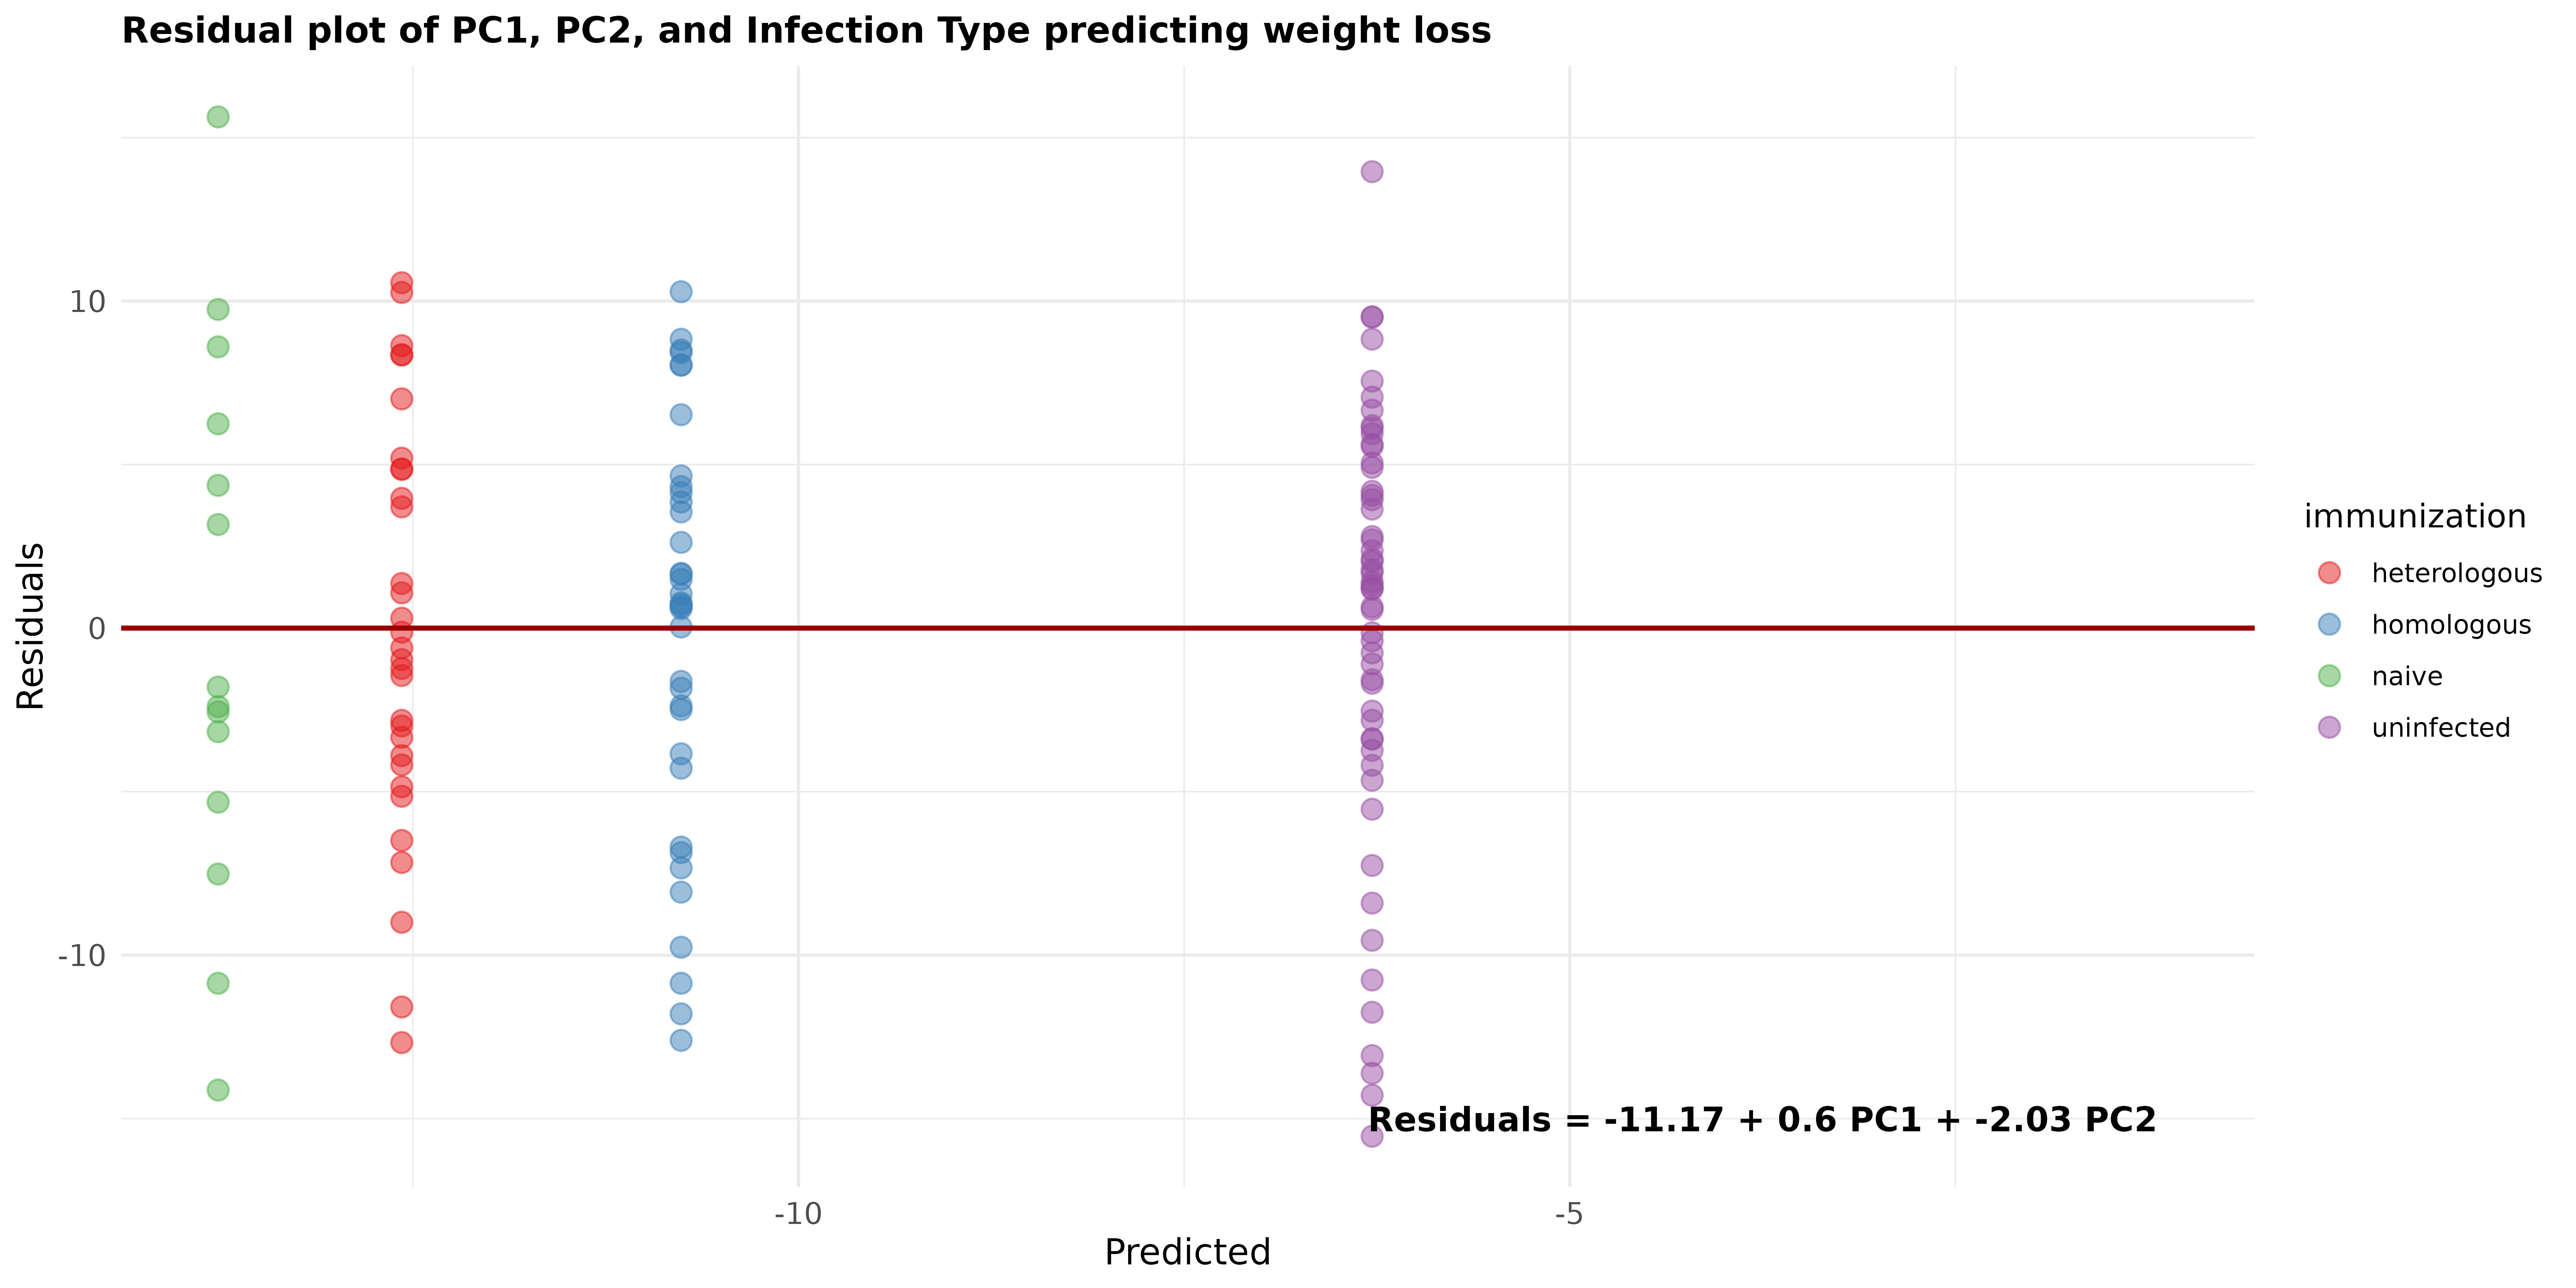 Residual plot of PC1, PC2, and Infection Type predicting weight loss
Residuals
10
0
-10
-10
-5
Predicted
Residuals = -11.17 + 0.6 PC1 + -2.03 PC2
immunization
heterologous
homologous
naive
uninfected